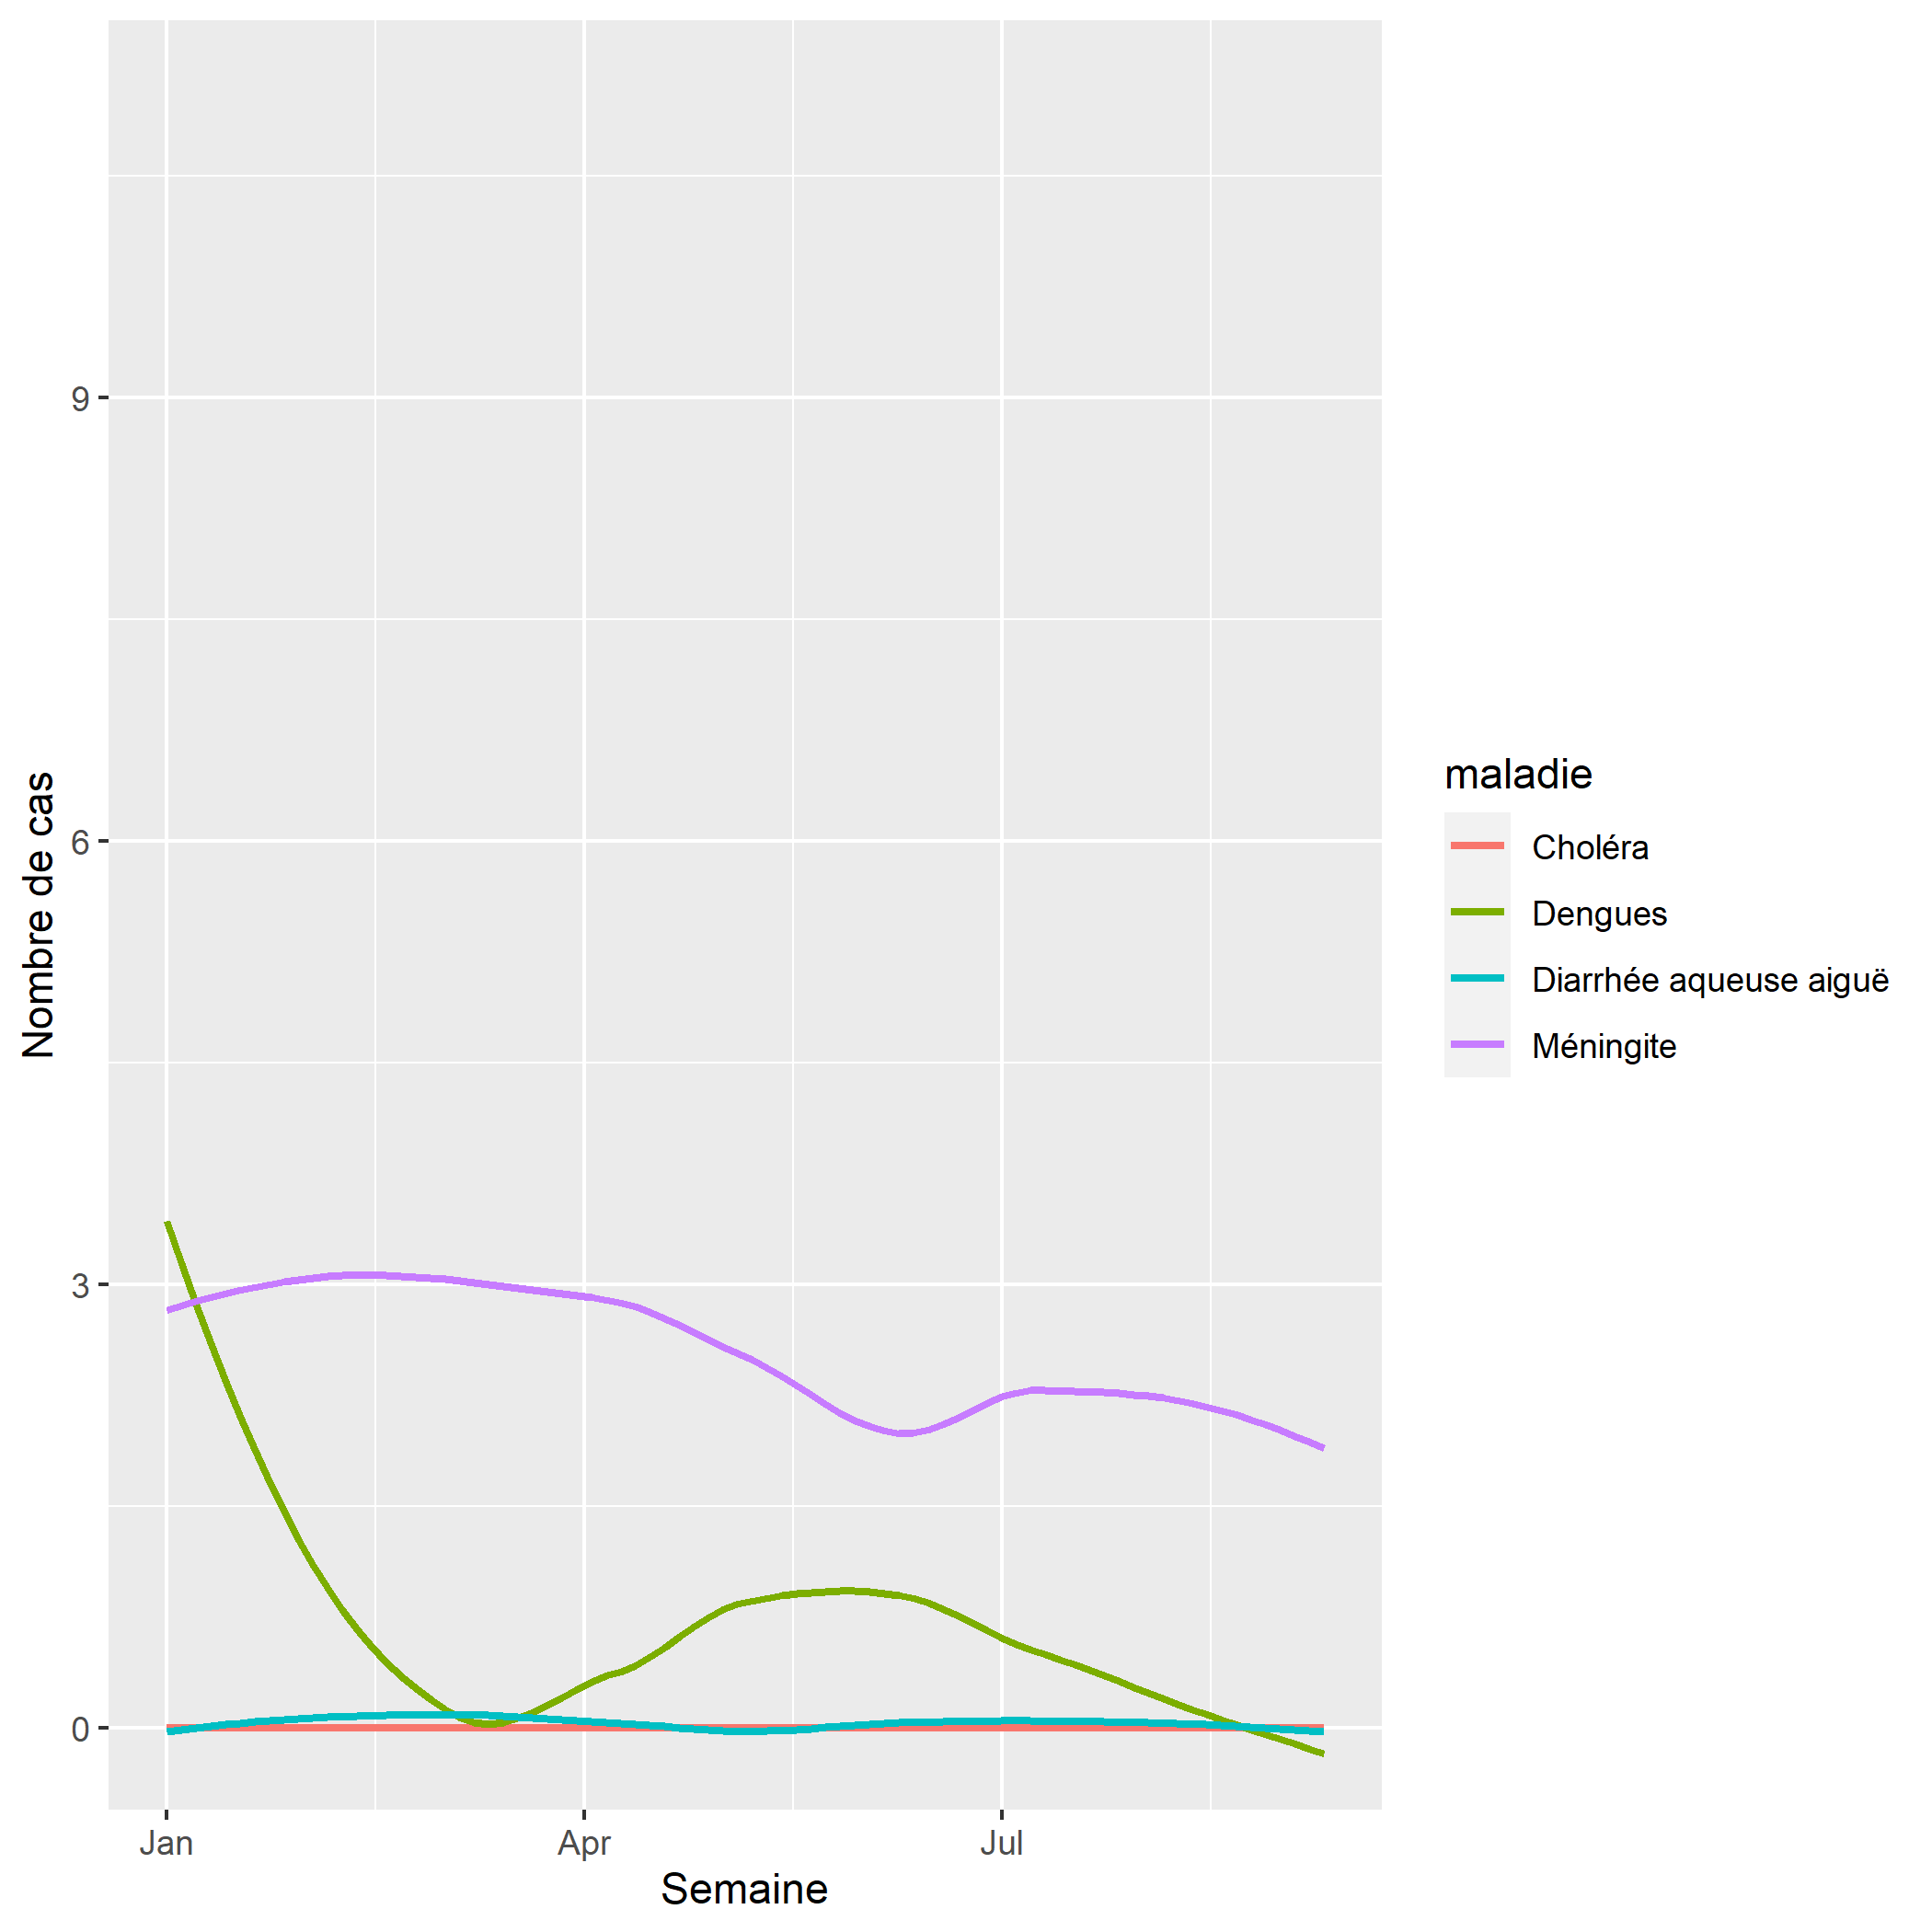 Nombre de cas
9
6
3
0
Jan
Apr
Jul
Semaine
maladie
Choléra
Dengues
Diarrhée aqueuse aiguë
Méningite